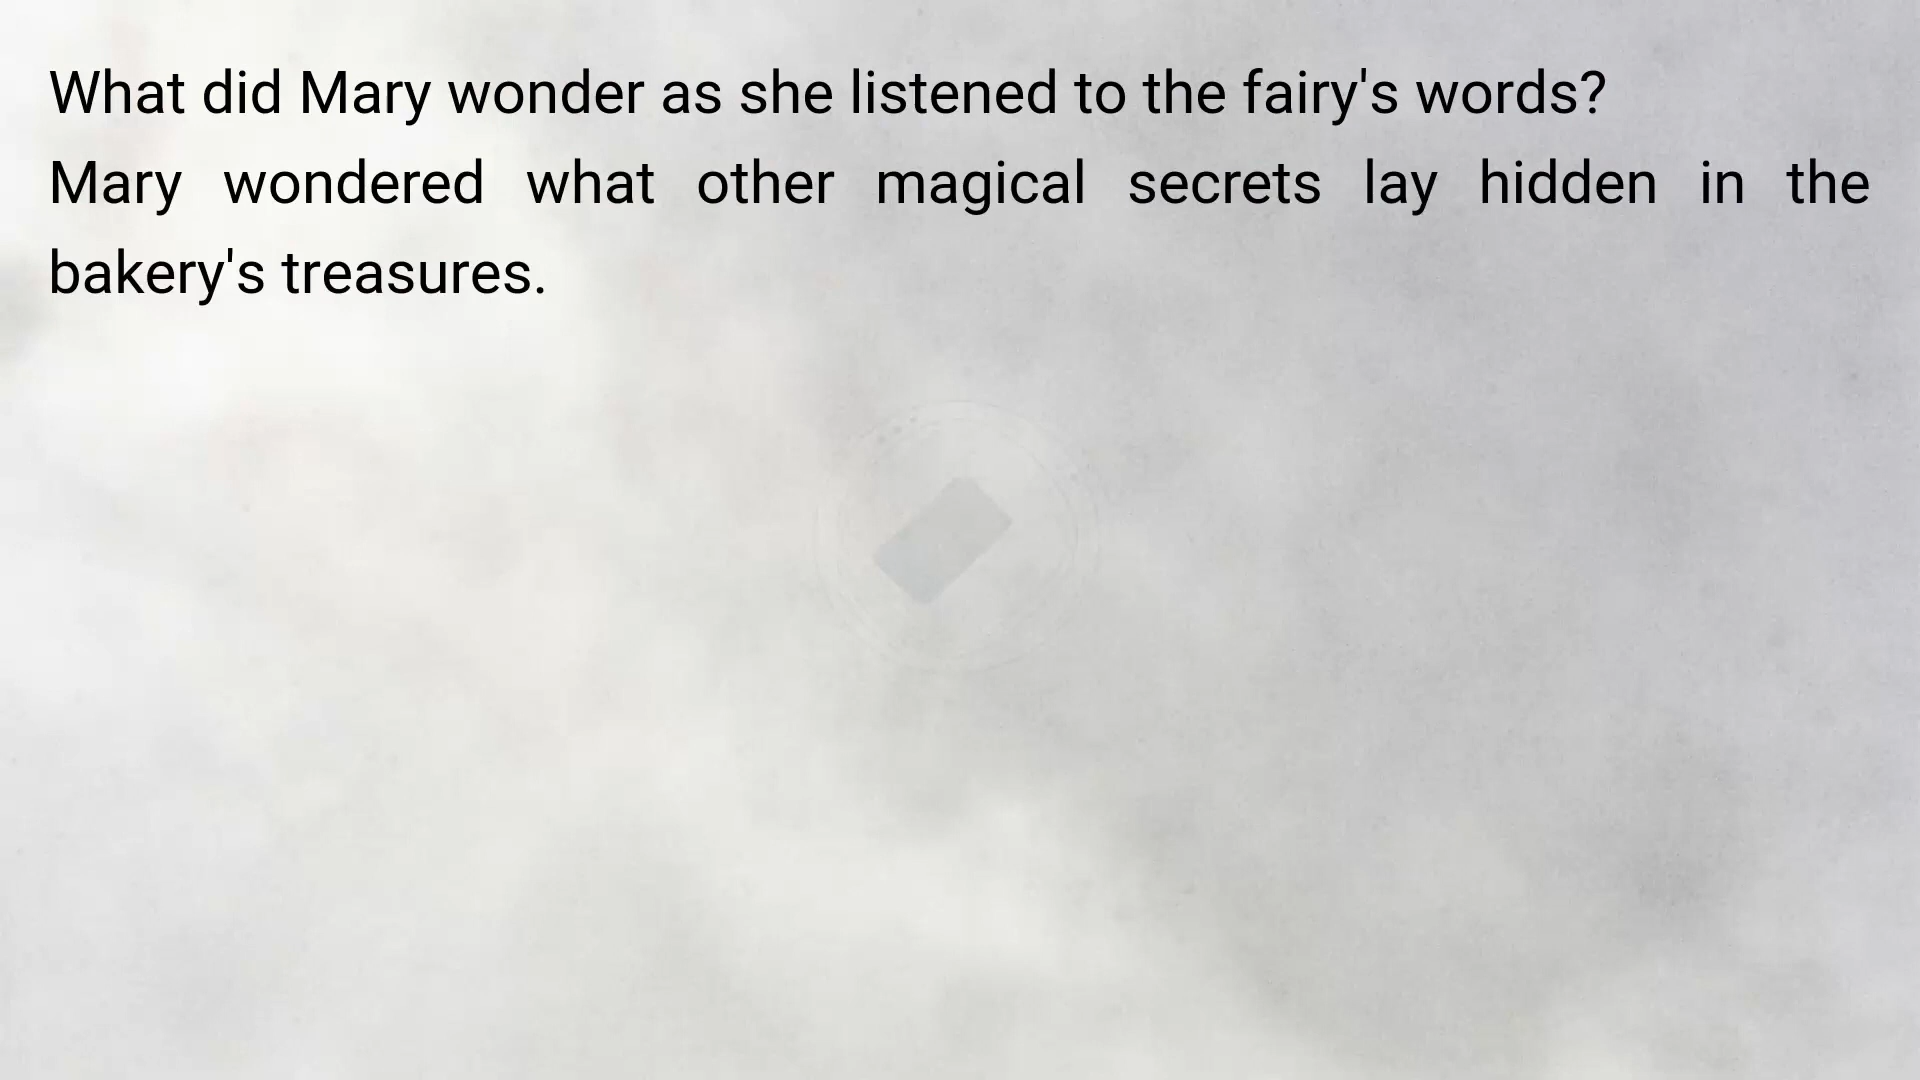 What did Mary wonder as she listened to the fairy's words?
Mary wondered what other magical secrets lay hidden in the
bakery's treasures.